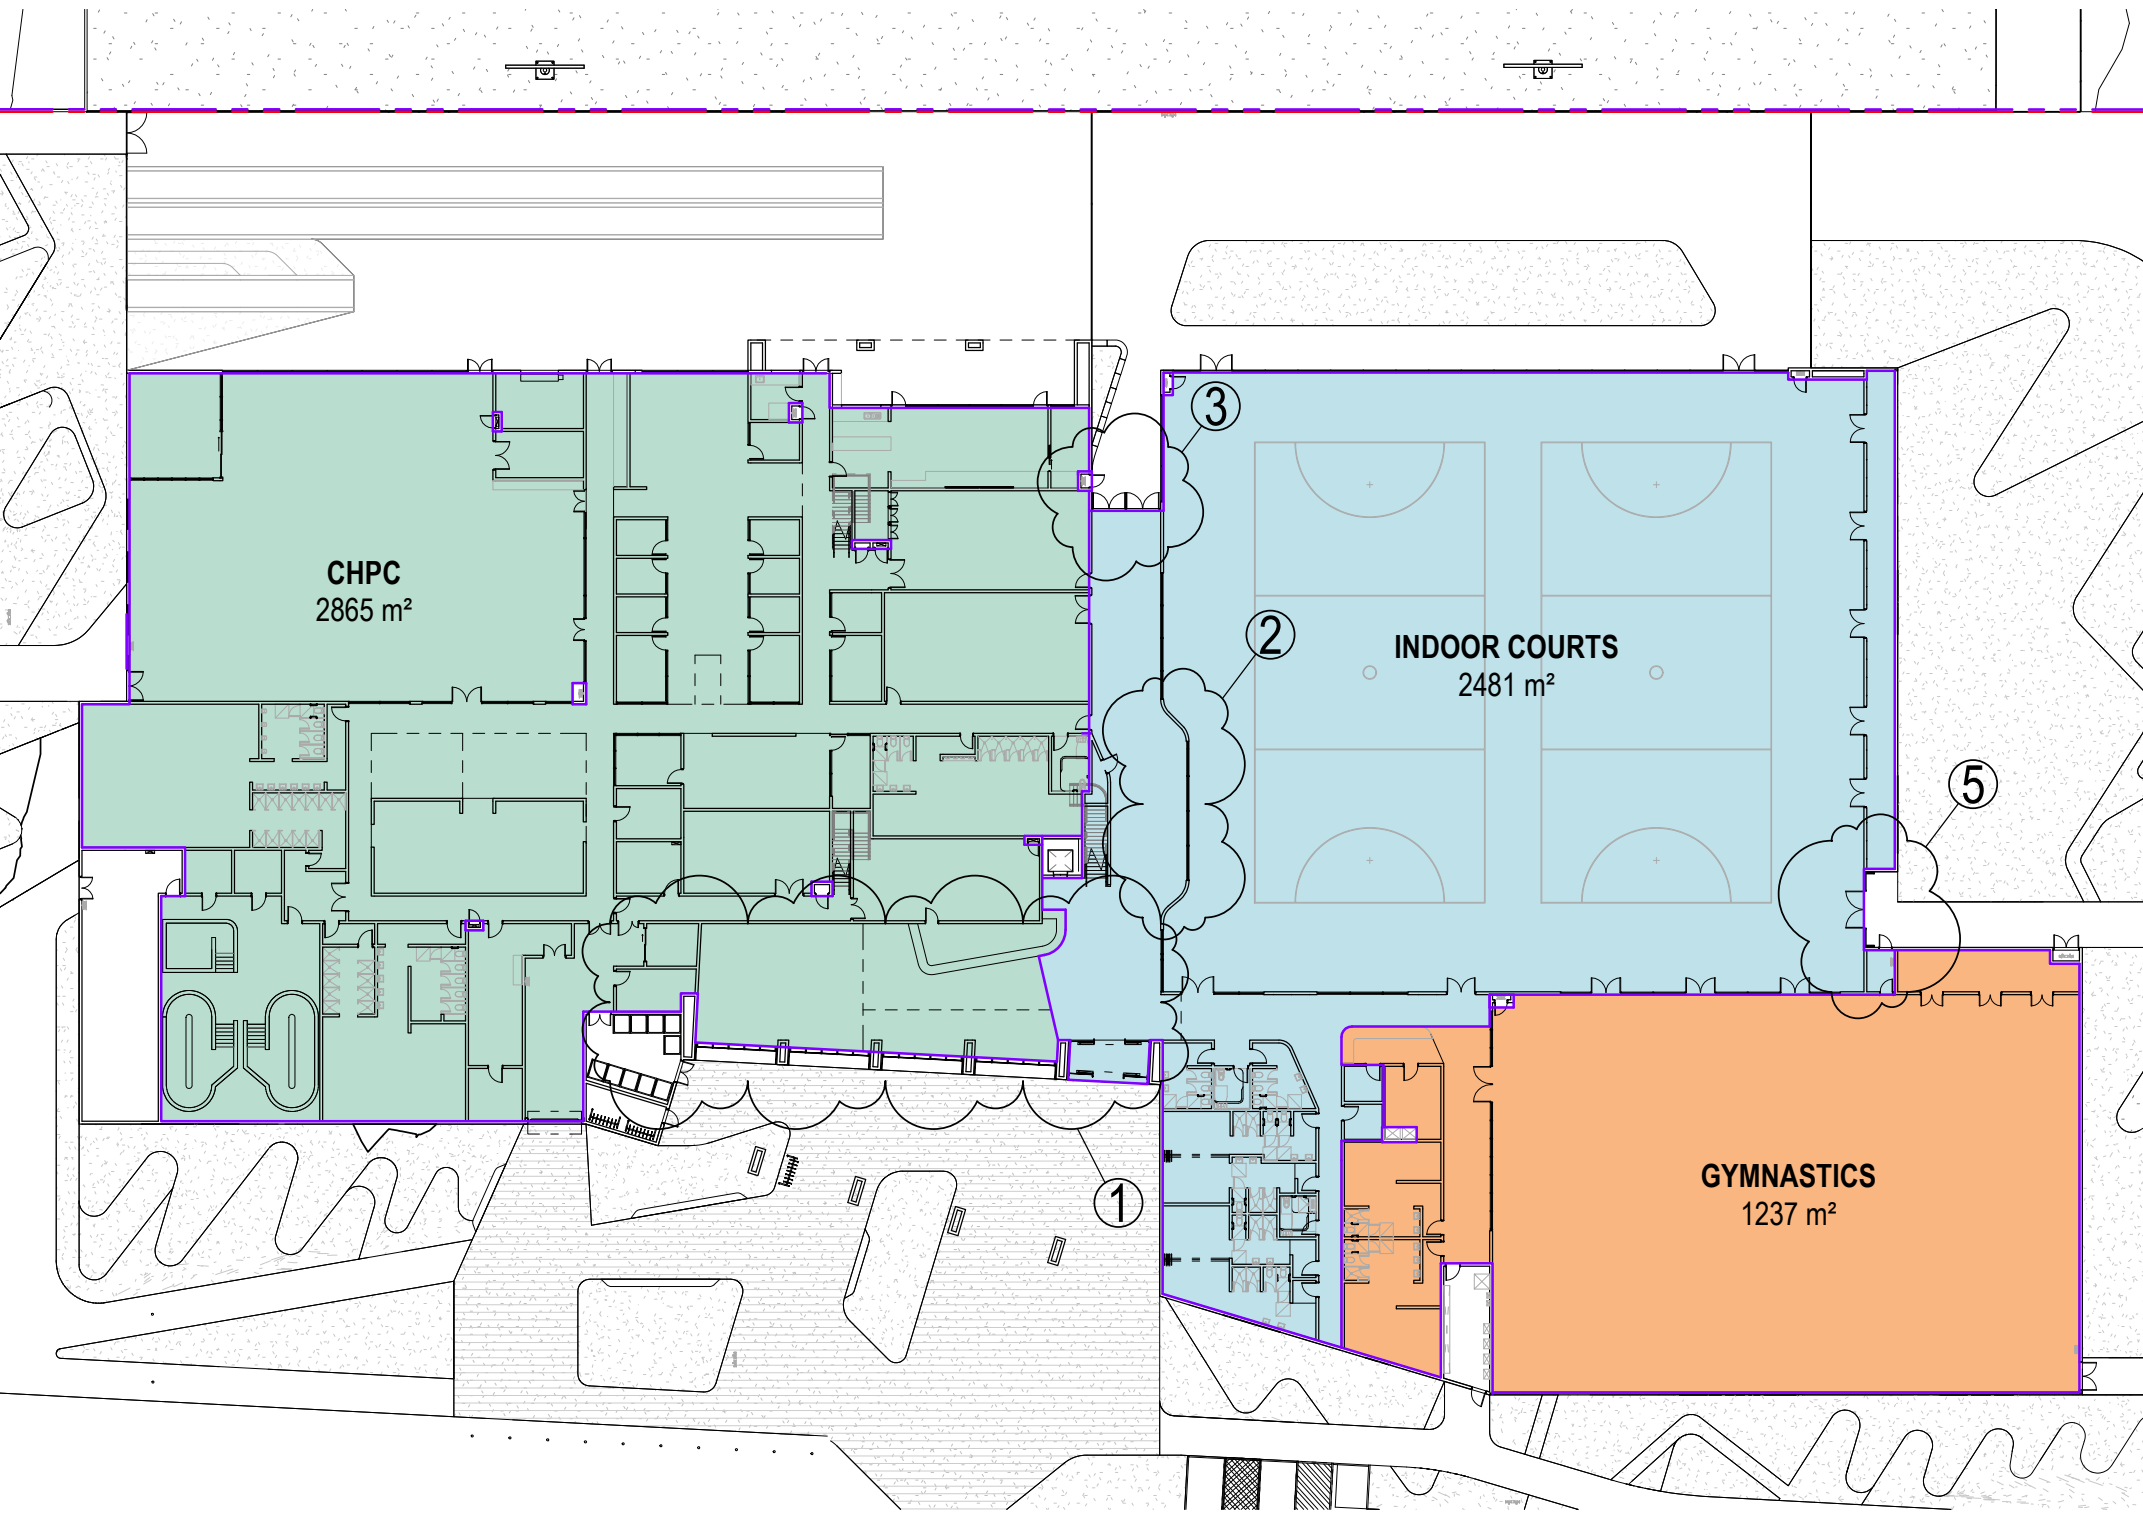 3
CHPC
2865 m²
2
INDOOR COURTS
2481 m²
5
1
GYMNASTICS
1237 m²